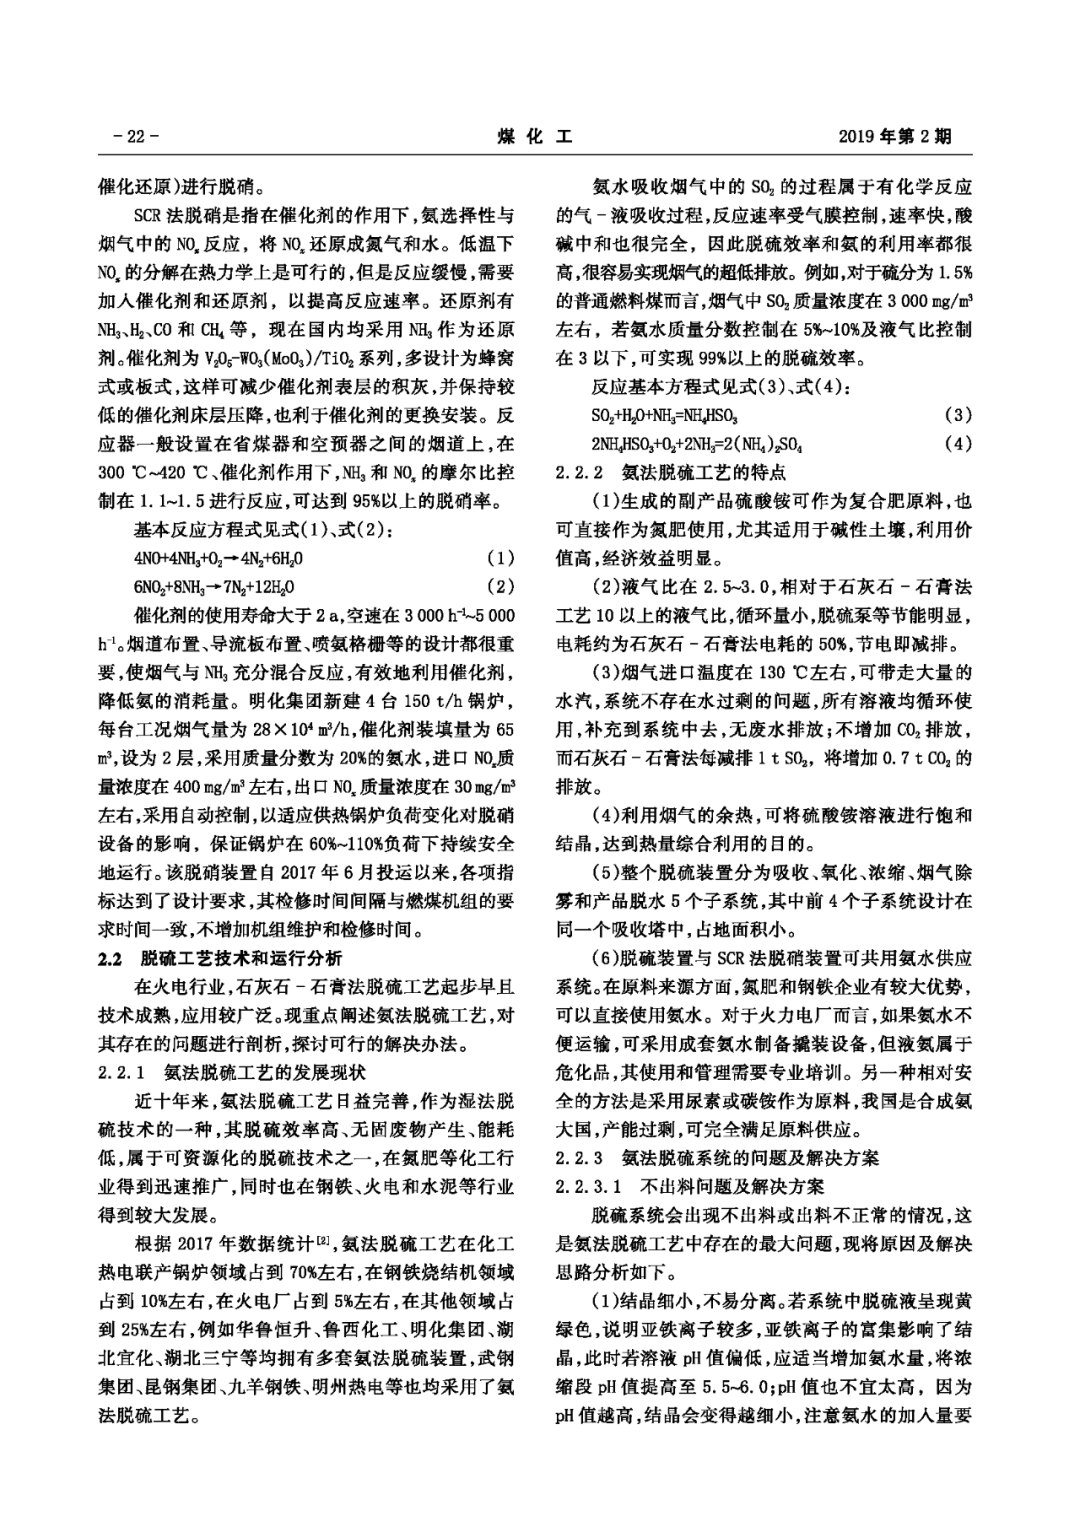 - 22 -
煤 化 工
2019 年第 2 期
催化还原)进行脱硝。
SCR 法脱硝是指在催化剂的作用下,氨选择性与
烟气中的 NOₓ 反应，将 NOₓ 还原成氮气和水。低温下
NOₓ 的分解在热力学上是可行的,但是反应缓慢,需要
加入催化剂和还原剂，以提高反应速率。还原剂有
NH₃、H₂、CO 和 CH₄ 等，现在国内均采用 NH₃ 作为还原
剂。催化剂为 V₂O₅-WO₃(MoO₃)/TiO₂ 系列,多设计为蜂窝
式或板式,这样可减少催化剂表层的积灰,并保持较
低的催化剂床层压降,也利于催化剂的更换安装。反
应器一般设置在省煤器和空预器之间的烟道上,在
300 ℃~420 ℃、催化剂作用下,NH₃ 和 NOₓ 的摩尔比控
制在 1.1~1.5 进行反应,可达到 95%以上的脱硝率。
基本反应方程式见式(1)、式(2):
4NO+4NH₃+O₂→4N₂+6H₂O (1)
6NO₂+8NH₃→7N₂+12H₂O (2)
催化剂的使用寿命大于 2 a,空速在 3 000 h⁻¹~5 000
h⁻¹。烟道布置、导流板布置、喷氨格栅等的设计都很重
要,使烟气与 NH₃ 充分混合反应,有效地利用催化剂,
降低氨的消耗量。明化集团新建 4 台 150 t/h 锅炉,
每台工况烟气量为 28×10⁴ m³/h,催化剂装填量为 65
m³,设为 2 层,采用质量分数为 20%的氨水,进口 NOₓ质
量浓度在 400 mg/m³ 左右,出口 NOₓ 质量浓度在 30 mg/m³
左右,采用自动控制,以适应供热锅炉负荷变化对脱硝
设备的影响，保证锅炉在 60%~110%负荷下持续安全
地运行。该脱硝装置自 2017 年 6 月投运以来,各项指
标达到了设计要求,其检修时间间隔与燃煤机组的要
求时间一致,不增加机组维护和检修时间。
2.2 脱硫工艺技术和运行分析
在火电行业,石灰石－石膏法脱硫工艺起步早且
技术成熟,应用较广泛。现重点阐述氨法脱硫工艺,对
其存在的问题进行剖析,探讨可行的解决办法。
2.2.1 氨法脱硫工艺的发展现状
近十年来,氨法脱硫工艺日益完善,作为湿法脱
硫技术的一种,其脱硫效率高、无固废物产生、能耗
低,属于可资源化的脱硫技术之一,在氮肥等化工行
业得到迅速推广,同时也在钢铁、火电和水泥等行业
得到较大发展。
根据 2017 年数据统计[2],氨法脱硫工艺在化工
热电联产锅炉领域占到 70%左右,在钢铁烧结机领域
占到 10%左右,在火电厂占到 5%左右,在其他领域占
到 25%左右,例如华鲁恒升、鲁西化工、明化集团、湖
北宜化、湖北三宁等均拥有多套氨法脱硫装置,武钢
集团、昆钢集团、九羊钢铁、明州热电等也均采用了氨
法脱硫工艺。
氨水吸收烟气中的 SO₂ 的过程属于有化学反应
的气－液吸收过程,反应速率受气膜控制,速率快,酸
碱中和也很完全，因此脱硫效率和氨的利用率都很
高,很容易实现烟气的超低排放。例如,对于硫分为 1.5%
的普通燃料煤而言,烟气中 SO₂ 质量浓度在 3 000 mg/m³
左右，若氨水质量分数控制在 5%~10%及液气比控制
在 3 以下,可实现 99%以上的脱硫效率。
反应基本方程式见式(3)、式(4):
SO₂+H₂O+NH₃=NH₄HSO₃ (3)
2NH₄HSO₃+O₂+2NH₃=2(NH₄)₂SO₄ (4)
2.2.2 氨法脱硫工艺的特点
(1)生成的副产品硫酸铵可作为复合肥原料,也
可直接作为氮肥使用,尤其适用于碱性土壤,利用价
值高,经济效益明显。
(2)液气比在 2.5~3.0,相对于石灰石－石膏法
工艺 10 以上的液气比,循环量小,脱硫泵等节能明显,
电耗约为石灰石－石膏法电耗的 50%,节电即减排。
(3)烟气进口温度在 130 ℃左右,可带走大量的
水汽,系统不存在水过剩的问题,所有溶液均循环使
用,补充到系统中去,无废水排放;不增加 CO₂ 排放,
而石灰石－石膏法每减排 1 t SO₂，将增加 0.7 t CO₂ 的
排放。
(4)利用烟气的余热,可将硫酸铵溶液进行饱和
结晶,达到热量综合利用的目的。
(5)整个脱硫装置分为吸收、氧化、浓缩、烟气除
雾和产品脱水 5 个子系统,其中前 4 个子系统设计在
同一个吸收塔中,占地面积小。
(6)脱硫装置与 SCR 法脱硝装置可共用氨水供应
系统。在原料来源方面,氮肥和钢铁企业有较大优势,
可以直接使用氨水。对于火力电厂而言,如果氨水不
便运输,可采用成套氨水制备撬装设备,但液氨属于
危化品,其使用和管理需要专业培训。另一种相对安
全的方法是采用尿素或碳铵作为原料,我国是合成氨
大国,产能过剩,可完全满足原料供应。
2.2.3 氨法脱硫系统的问题及解决方案
2.2.3.1 不出料问题及解决方案
脱硫系统会出现不出料或出料不正常的情况,这
是氨法脱硫工艺中存在的最大问题,现将原因及解决
思路分析如下。
(1)结晶细小,不易分离。若系统中脱硫液呈现黄
绿色,说明亚铁离子较多,亚铁离子的富集影响了结
晶,此时若溶液 pH 值偏低,应适当增加氨水量,将浓
缩段 pH 值提高至 5.5~6.0;pH 值也不宜太高，因为
pH 值越高,结晶会变得越细小,注意氨水的加入量要